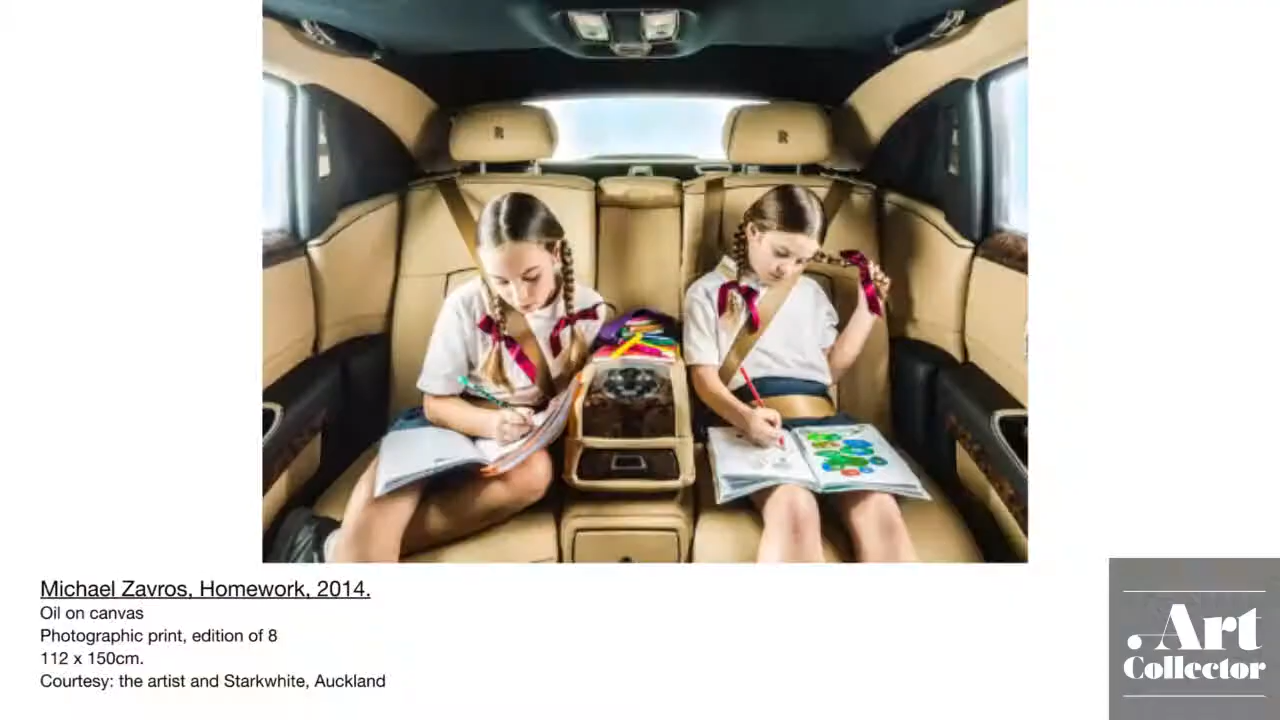 R
R
Michael Zavros, Homework, 2014.
Oil on canvas
Photographic print, edition of 8
112 x 150cm.
Courtesy: the artist and Starkwhite, Auckland
Art
Collector